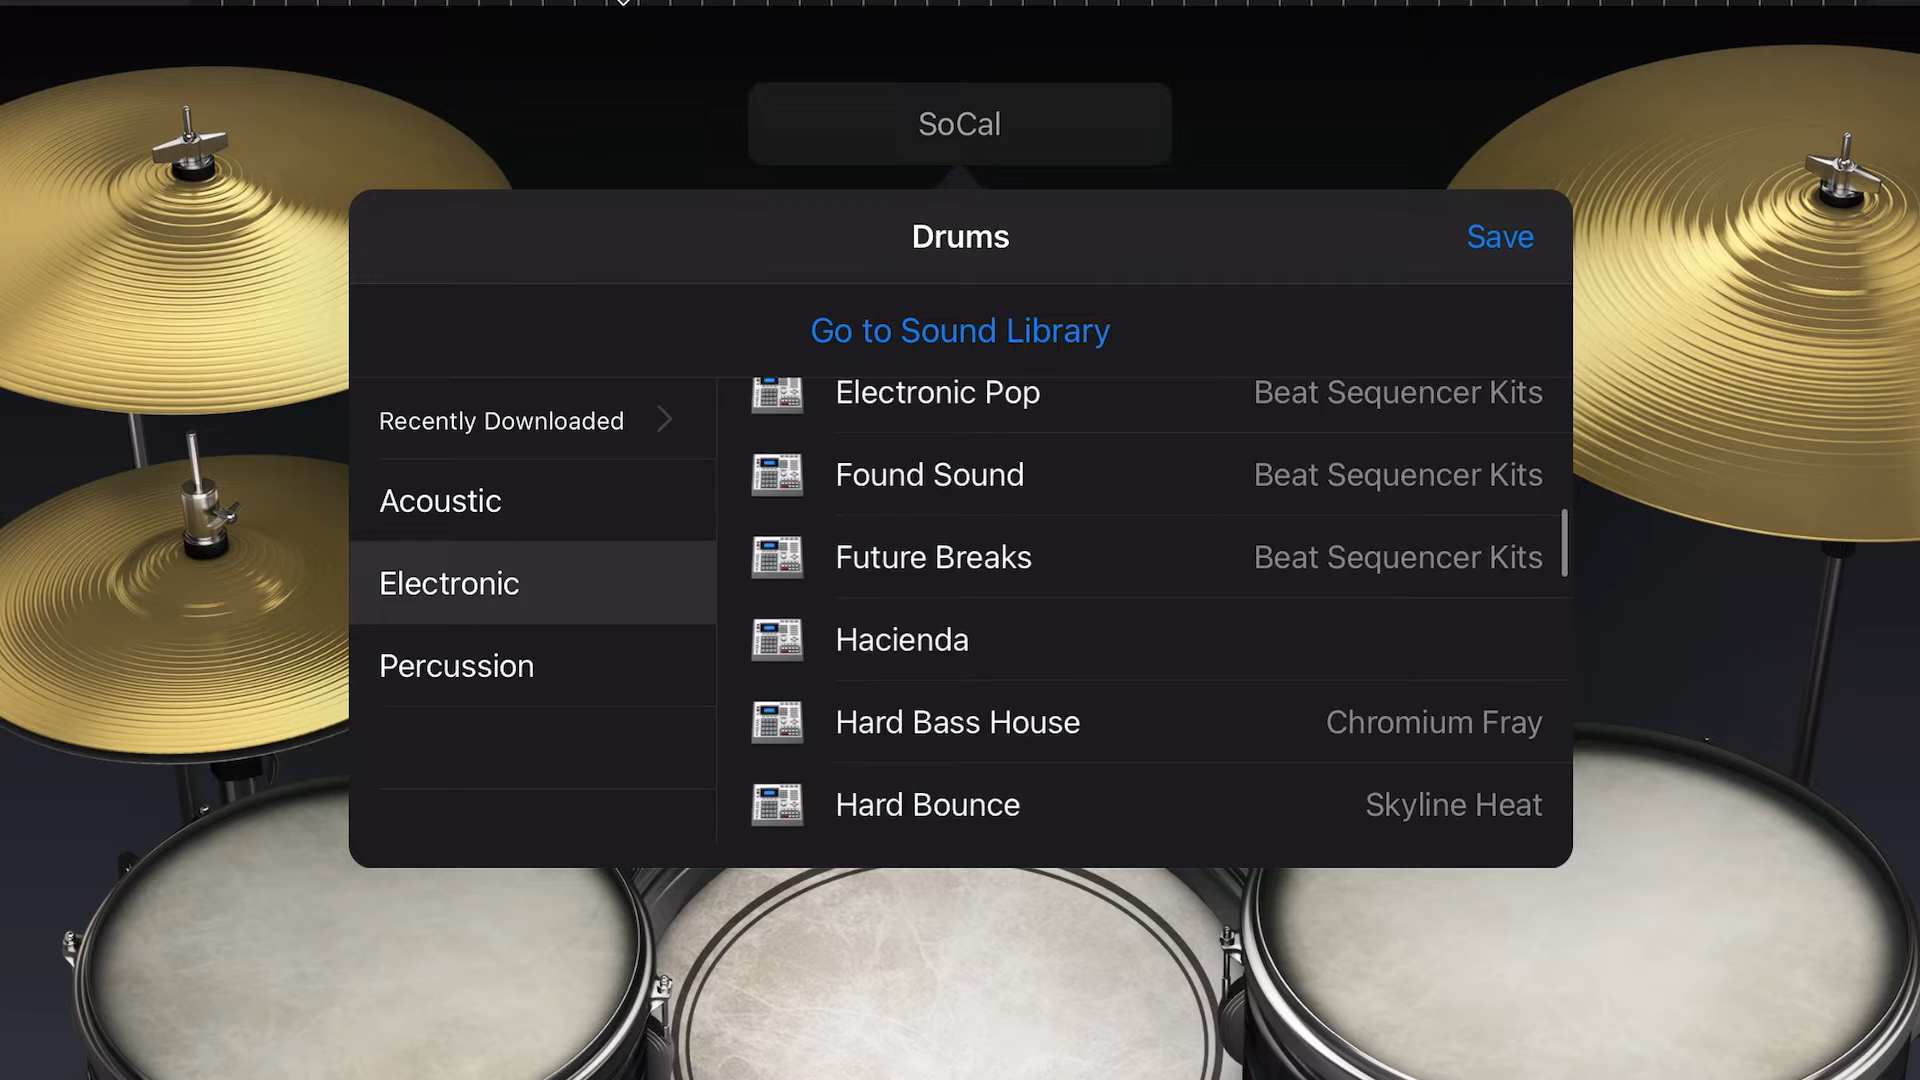 SoCal
Drums
Save
Go to Sound Library
Recently Downloaded
Acoustic
Electronic
Percussion
Electronic Pop Beat Sequencer Kits
Found Sound Beat Sequencer Kits
Future Breaks Beat Sequencer Kits
Hacienda
Hard Bass House Chromium Fray
Hard Bounce Skyline Heat